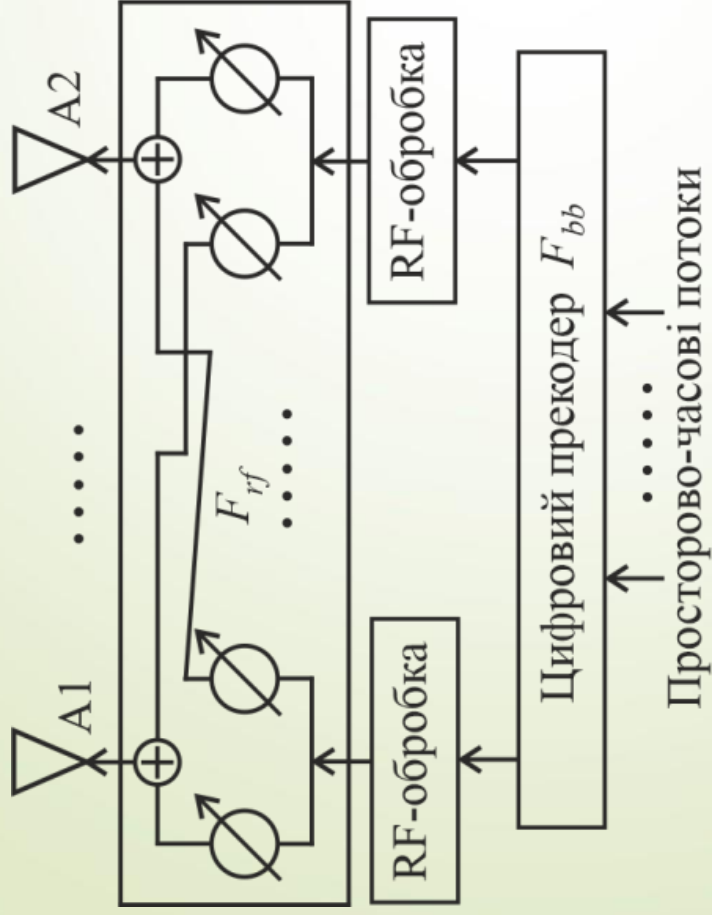 A1
A2
F_rf
RF-обробка
RF-обробка
Цифровий прекодер F_bb
Просторово-часові потоки